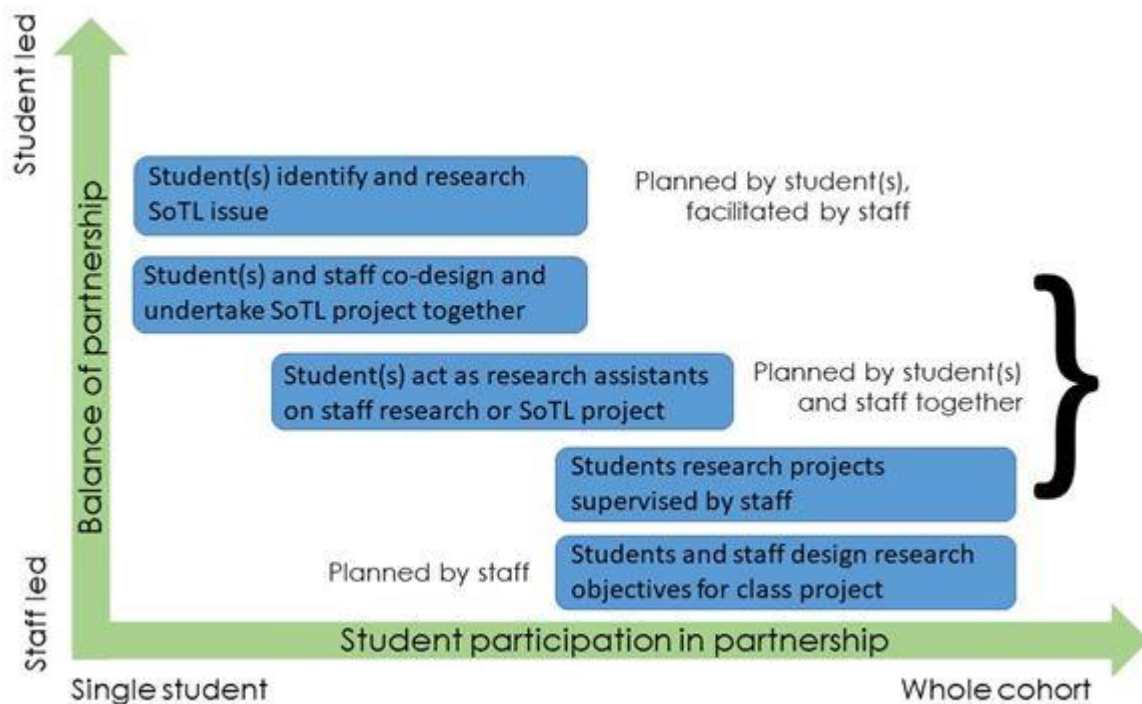 Student led
Balance of partnership
Staff led
Student(s) identify and research
SoTL issue
Planned by student(s),
facilitated by staff
Student(s) and staff co-design and
undertake SoTL project together
Student(s) act as research assistants
on staff research or SoTL project
Planned by student(s)
and staff together
Students research projects
supervised by staff
Planned by staff
Students and staff design research
objectives for class project
Student participation in partnership
Single student
Whole cohort